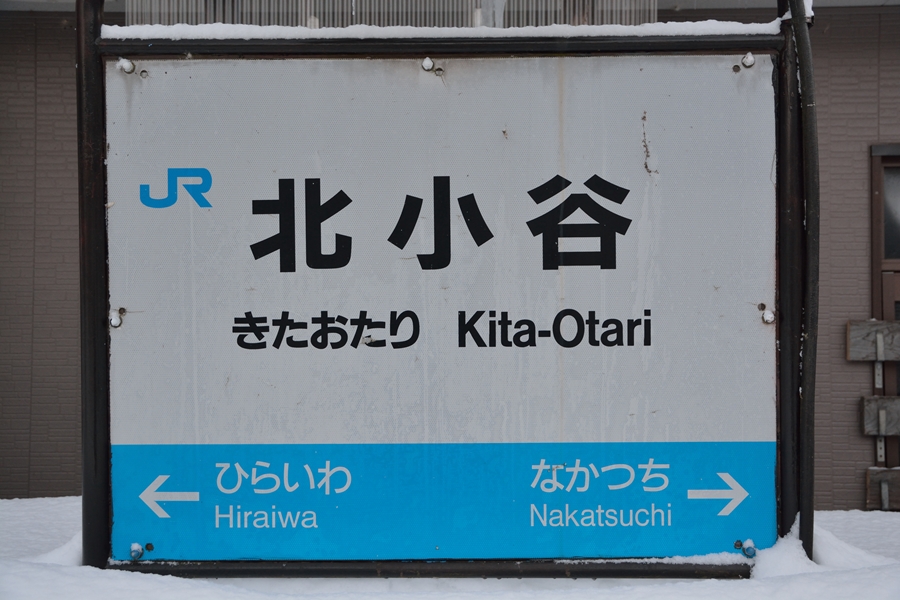 JR
北小谷
きたおたり Kita-Otari
← ひらいわ なかつち →
Hiraiwa Nakatsuchi